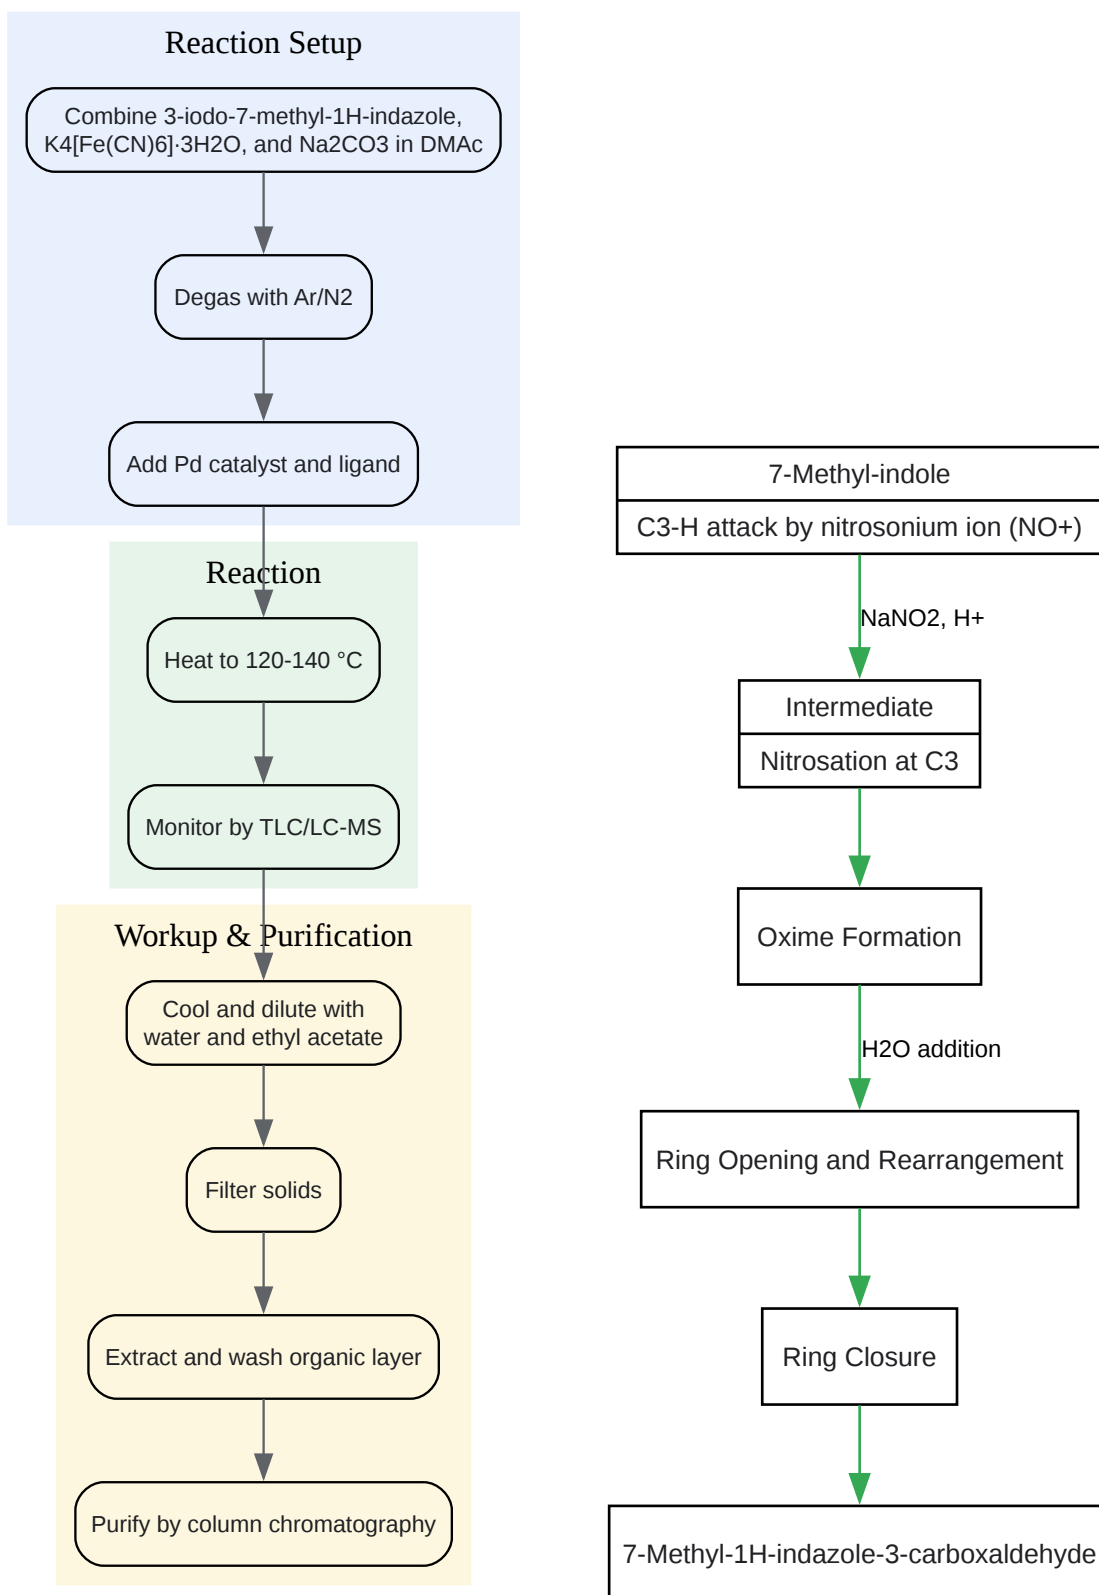 Reaction Setup
Combine 3-iodo-7-methyl-1H-indazole,
K4[Fe(CN)6]·3H2O, and Na2CO3 in DMAc
Degas with Ar/N2
Add Pd catalyst and ligand
Reaction
Heat to 120-140 °C
Monitor by TLC/LC-MS
Workup & Purification
Cool and dilute with
water and ethyl acetate
Filter solids
Extract and wash organic layer
Purify by column chromatography
7-Methyl-indole
C3-H attack by nitrosonium ion (NO+)
NaNO2, H+
Intermediate
Nitrosation at C3
Oxime Formation
H2O addition
Ring Opening and Rearrangement
Ring Closure
7-Methyl-1H-indazole-3-carboxaldehyde